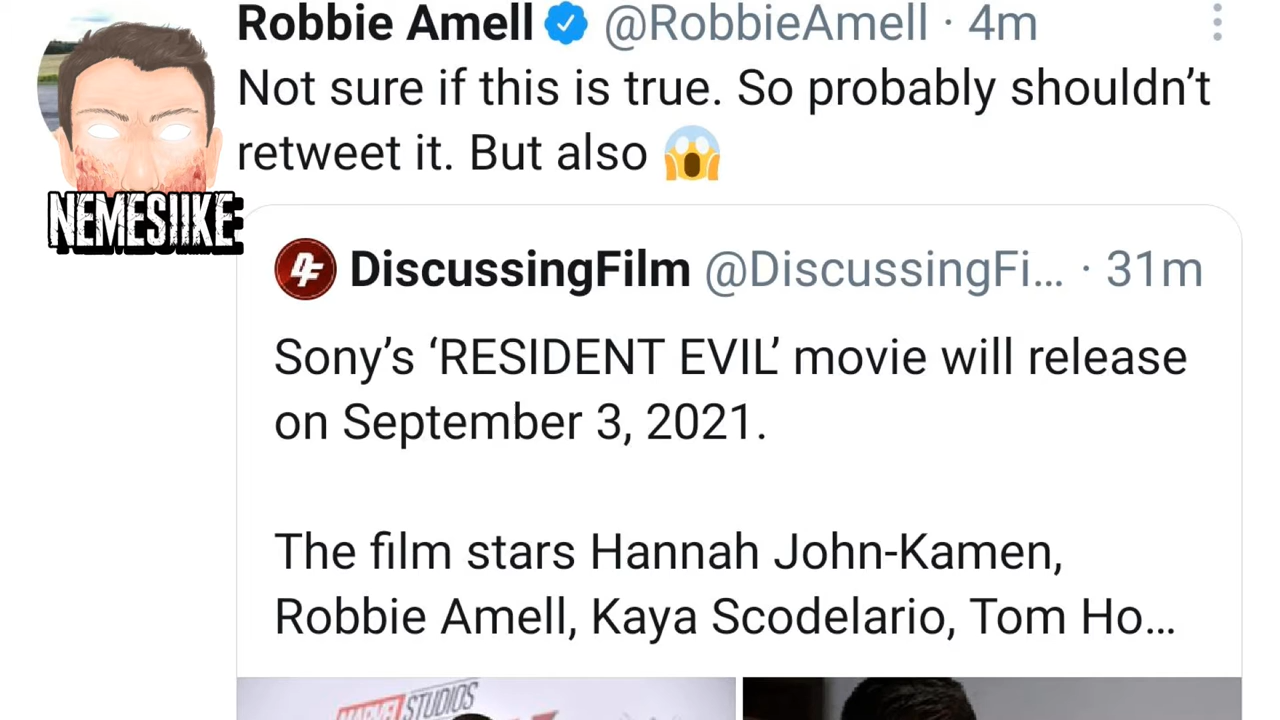 Robbie Amell @RobbieAmell · 4m
Not sure if this is true. So probably shouldn’t
retweet it. But also 😱
NEMESIIKE
DF DiscussingFilm @DiscussingFi… · 31m
Sony’s ‘RESIDENT EVIL’ movie will release
on September 3, 2021.
The film stars Hannah John-Kamen,
Robbie Amell, Kaya Scodelario, Tom Ho…
MARVEL STUDIOS